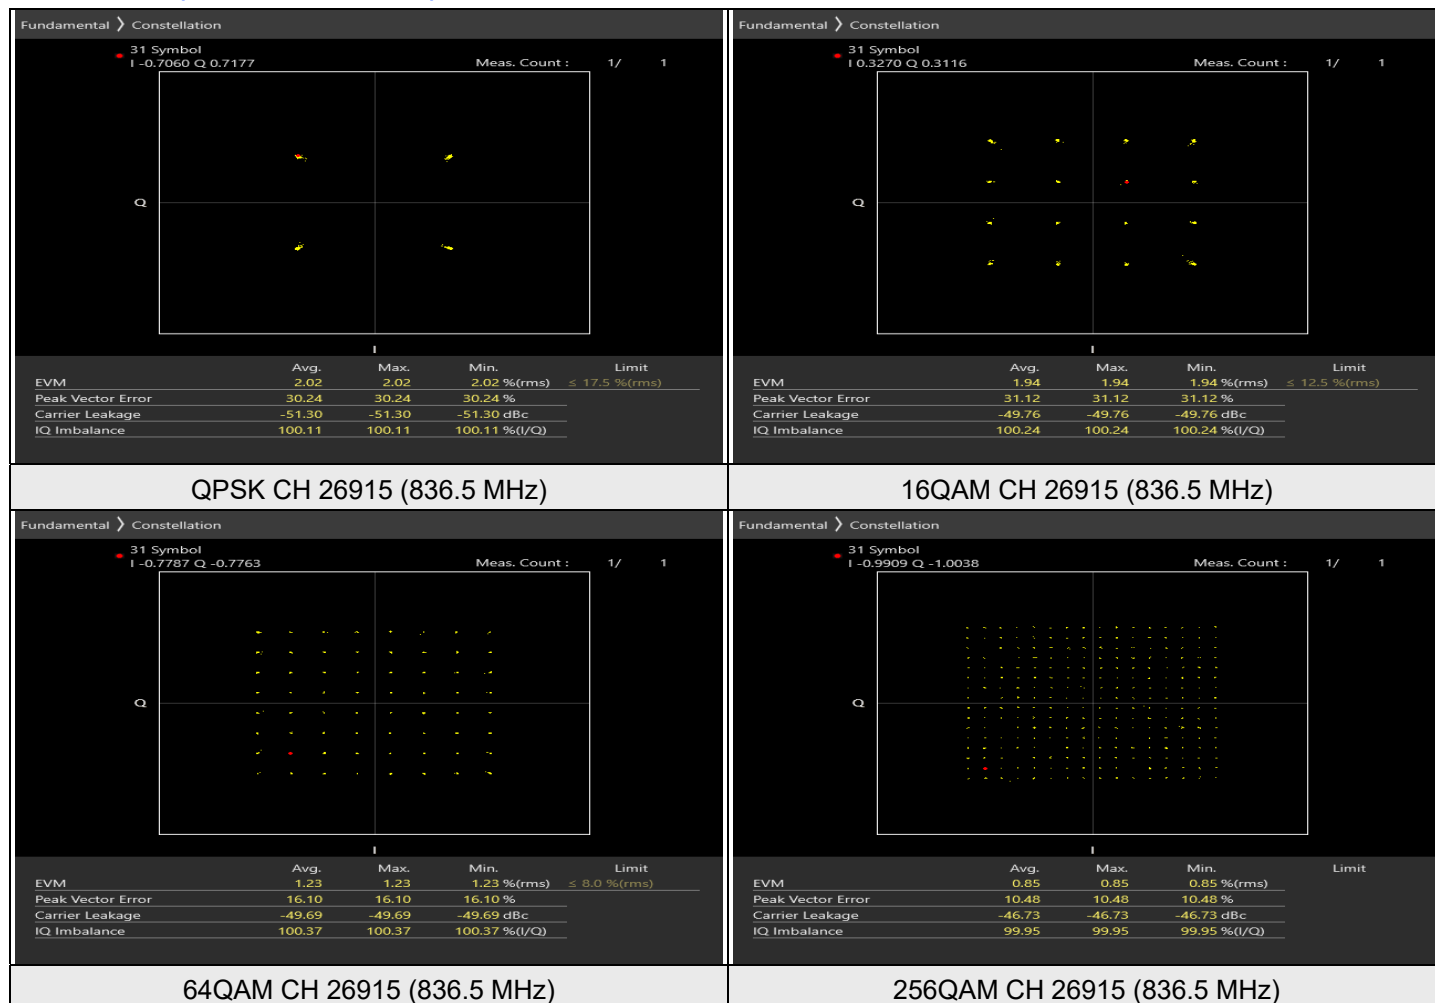 Fundamental ❯ Constellation
31 Symbol
I -0.7060 Q 0.7177 Meas. Count : 1/ 1
Q
I
Avg. Max. Min. Limit
EVM 2.02 2.02 2.02 %(rms) ≤ 17.5 %(rms)
Peak Vector Error 30.24 30.24 30.24 %
Carrier Leakage -51.30 -51.30 -51.30 dBc
IQ Imbalance 100.11 100.11 100.11 %(I/Q)
QPSK CH 26915 (836.5 MHz)
Fundamental ❯ Constellation
31 Symbol
I 0.3270 Q 0.3116 Meas. Count : 1/ 1
Q
I
Avg. Max. Min. Limit
EVM 1.94 1.94 1.94 %(rms) ≤ 12.5 %(rms)
Peak Vector Error 31.12 31.12 31.12 %
Carrier Leakage -49.76 -49.76 -49.76 dBc
IQ Imbalance 100.24 100.24 100.24 %(I/Q)
16QAM CH 26915 (836.5 MHz)
Fundamental ❯ Constellation
31 Symbol
I -0.7787 Q -0.7763 Meas. Count : 1/ 1
Q
I
Avg. Max. Min. Limit
EVM 1.23 1.23 1.23 %(rms) ≤ 8.0 %(rms)
Peak Vector Error 16.10 16.10 16.10 %
Carrier Leakage -49.69 -49.69 -49.69 dBc
IQ Imbalance 100.37 100.37 100.37 %(I/Q)
64QAM CH 26915 (836.5 MHz)
Fundamental ❯ Constellation
31 Symbol
I -0.9909 Q -1.0038 Meas. Count : 1/ 1
Q
I
Avg. Max. Min. Limit
EVM 0.85 0.85 0.85 %(rms)
Peak Vector Error 10.48 10.48 10.48 %
Carrier Leakage -46.73 -46.73 -46.73 dBc
IQ Imbalance 99.95 99.95 99.95 %(I/Q)
256QAM CH 26915 (836.5 MHz)